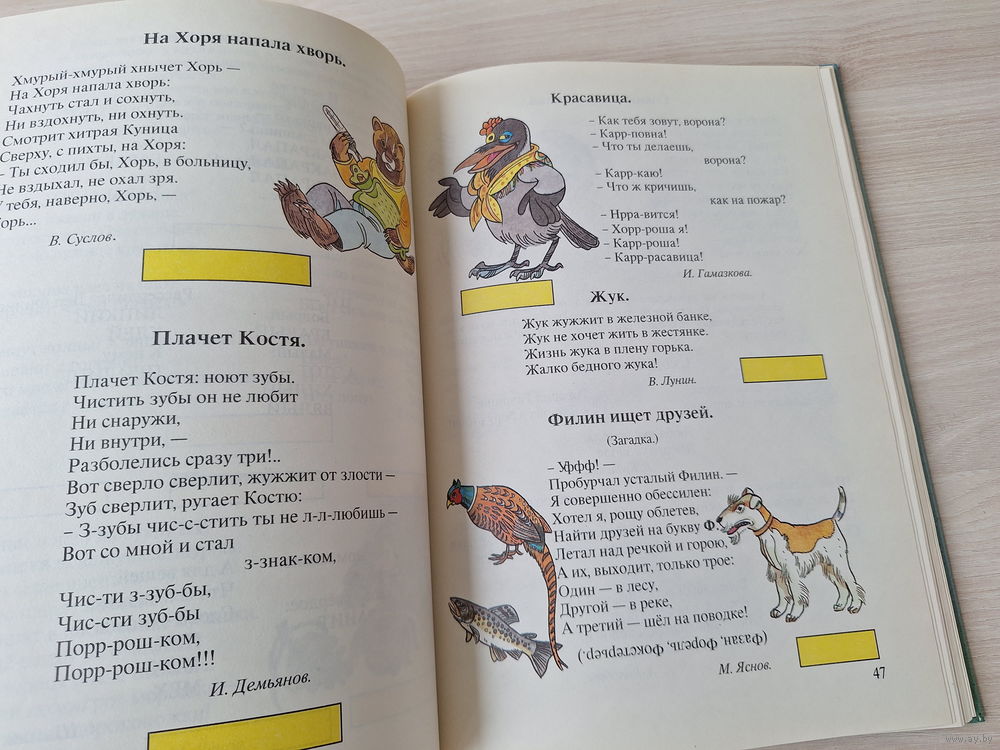 На Хоря напала хворь.
Хмурый-хмурый хнычет Хорь —
На Хоря напала хворь:
Чахнуть стал и сохнуть,
Ни вздохнуть, ни охнуть.
Смотрит хитрая Куница
Сверху, с пихты, на Хоря:
– Ты сходил бы, Хорь, в больницу,
Не вздыхал, не охал зря.
У тебя, наверно, Хорь, —
В. Суслов.
Плачет Костя.
Плачет Костя: ноют зубы.
Чистить зубы он не любит
Ни снаружи,
Ни внутри, —
Разболелись сразу три!..
Вот сверло сверлит, жужжит от злости –
Зуб сверлит, ругает Костю:
– З-зубы чис-с-стить ты не л-л-любишь –
Вот со мной и стал
з-знак-ком,
Чис-ти з-зуб-бы,
Чис-сти зуб-бы
Порр-рош-ком,
Порр-рош-ком!!!
И. Демьянов.
Красавица.
– Как тебя зовут, ворона?
– Карр-повна!
– Что ты делаешь,
ворона?
– Карр-каю!
– Что ж кричишь,
как на пожар?
– Нрра-вится!
– Хорр-роша я!
– Карр-роша!
– Карр-расавица!
И. Гамазкова.
Жук.
Жук жужжит в железной банке,
Жук не хочет жить в жестянке.
Жизнь жука в плену горька.
Жалко бедного жука!
В. Лунин.
Филин ищет друзей.
(Загадка.)
– Уффф! —
Пробурчал усталый Филин. —
Я совершенно обессилен:
Хотел я, рощу облетев,
Найти друзей на букву Ф.
Летал над речкой и горою,
А их, выходит, только трое:
Один — в лесу,
Другой — в реке,
А третий — шёл на поводке!
(Фазан, форель, фокстерьер.)
М. Яснов.
47
www.ay.by